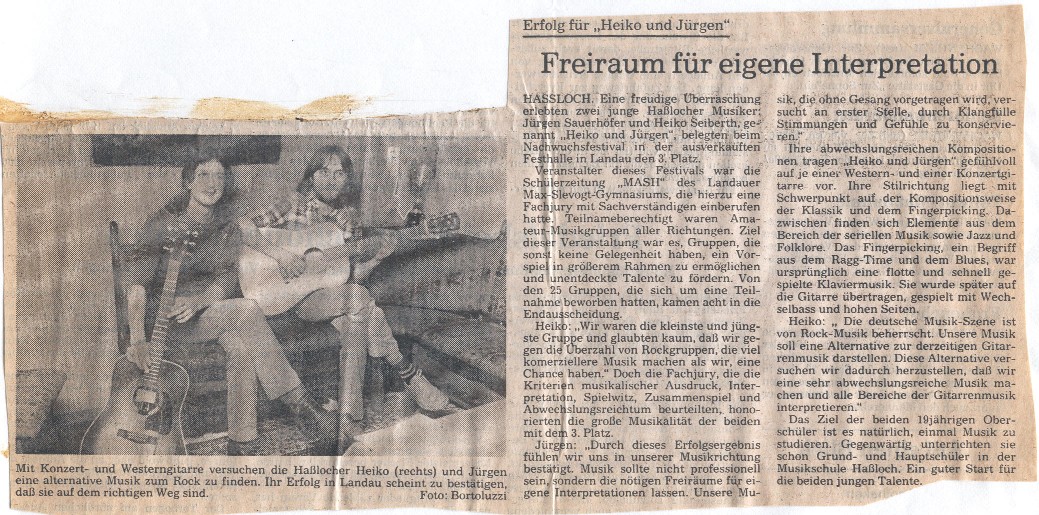 Erfolg für „Heiko und Jürgen“
Freiraum für eigene Interpretation
HASSLOCH. Eine freudige Überraschung
erlebten zwei junge Haßlocher Musiker;
Jürgen Sauerhöfer und Heiko Seiberth, ge-
nannt „Heiko und Jürgen“, belegten beim
Nachwuchsfestival in der ausverkauften
Festhalle in Landau den 3. Platz.
Veranstalter dieses Festivals war die
Schülerzeitung „MASH“ des Landauer
Max-Slevogt-Gymnasiums, die hierzu eine
Fachjury mit Sachverständigen einberufen
hatte. Teilnameberechtigt waren Ama-
teur-Musikgruppen aller Richtungen. Ziel
dieser Veranstaltung war es, Gruppen, die
sonst keine Gelegenheit haben, ein Vor-
spiel in größerem Rahmen zu ermöglichen
und unentdeckte Talente zu fördern. Von
den 25 Gruppen, die sich um eine Teil-
nahme beworben hatten, kamen acht in die
Endausscheidung.
Heiko: „Wir waren die kleinste und jüng-
ste Gruppe und glaubten kaum, daß wir ge-
gen die Überzahl von Rockgruppen, die viel
komerziellere Musik machen als wir, eine
Chance haben.“ Doch die Fachjury, die die
Kriterien musikalischer Ausdruck, Inter-
pretation, Spielwitz, Zusammenspiel und
Abwechslungsreichtum beurteilten, hono-
rierten die große Musikalität der beiden
mit dem 3. Platz.
Jürgen: „Durch dieses Erfolgsergebnis
fühlen wir uns in unserer Musikrichtung
bestätigt. Musik sollte nicht professionell
sein, sondern die nötigen Freiräume für ei-
gene Interpretationen lassen. Unsere Mu-
sik, die ohne Gesang vorgetragen wird, ver-
sucht an erster Stelle, durch Klangfülle
Stimmungen und Gefühle zu konservie-
ren.“
Ihre abwechslungsreichen Kompositio-
nen tragen „Heiko und Jürgen“ gefühlvoll
auf je einer Western- und einer Konzertgi-
tarre vor. Ihre Stilrichtung liegt mit
Schwerpunkt auf der Kompositionsweise
der Klassik und dem Fingerpicking. Da-
zwischen finden sich Elemente aus dem
Bereich der seriellen Musik sowie Jazz und
Folklore. Das Fingerpicking, ein Begriff
aus dem Ragg-Time und dem Blues, war
ursprünglich eine flotte und schnell ge-
spielte Klaviermusik. Sie wurde später auf
die Gitarre übertragen, gespielt mit Wech-
selbass und hohen Seiten.
Heiko: „ Die deutsche Musik-Szene ist
von Rock-Musik beherrscht. Unsere Musik
soll eine Alternative zur derzeitigen Gitar-
renmusik darstellen. Diese Alternative ver-
suchen wir dadurch herzustellen, daß wir
eine sehr abwechslungsreiche Musik ma-
chen und alle Bereiche der Gitarrenmusik
interpretieren.“
Das Ziel der beiden 19jährigen Ober-
schüler ist es natürlich, einmal Musik zu
studieren. Gegenwärtig unterrichten sie
schon Grund- und Hauptschüler in der
Musikschule Haßloch. Ein guter Start für
die beiden jungen Talente.
Mit Konzert- und Westerngitarre versuchen die Haßlocher Heiko (rechts) und Jürgen
eine alternative Musik zum Rock zu finden. Ihr Erfolg in Landau scheint zu bestätigen,
daß sie auf dem richtigen Weg sind. Foto: Bortoluzzi